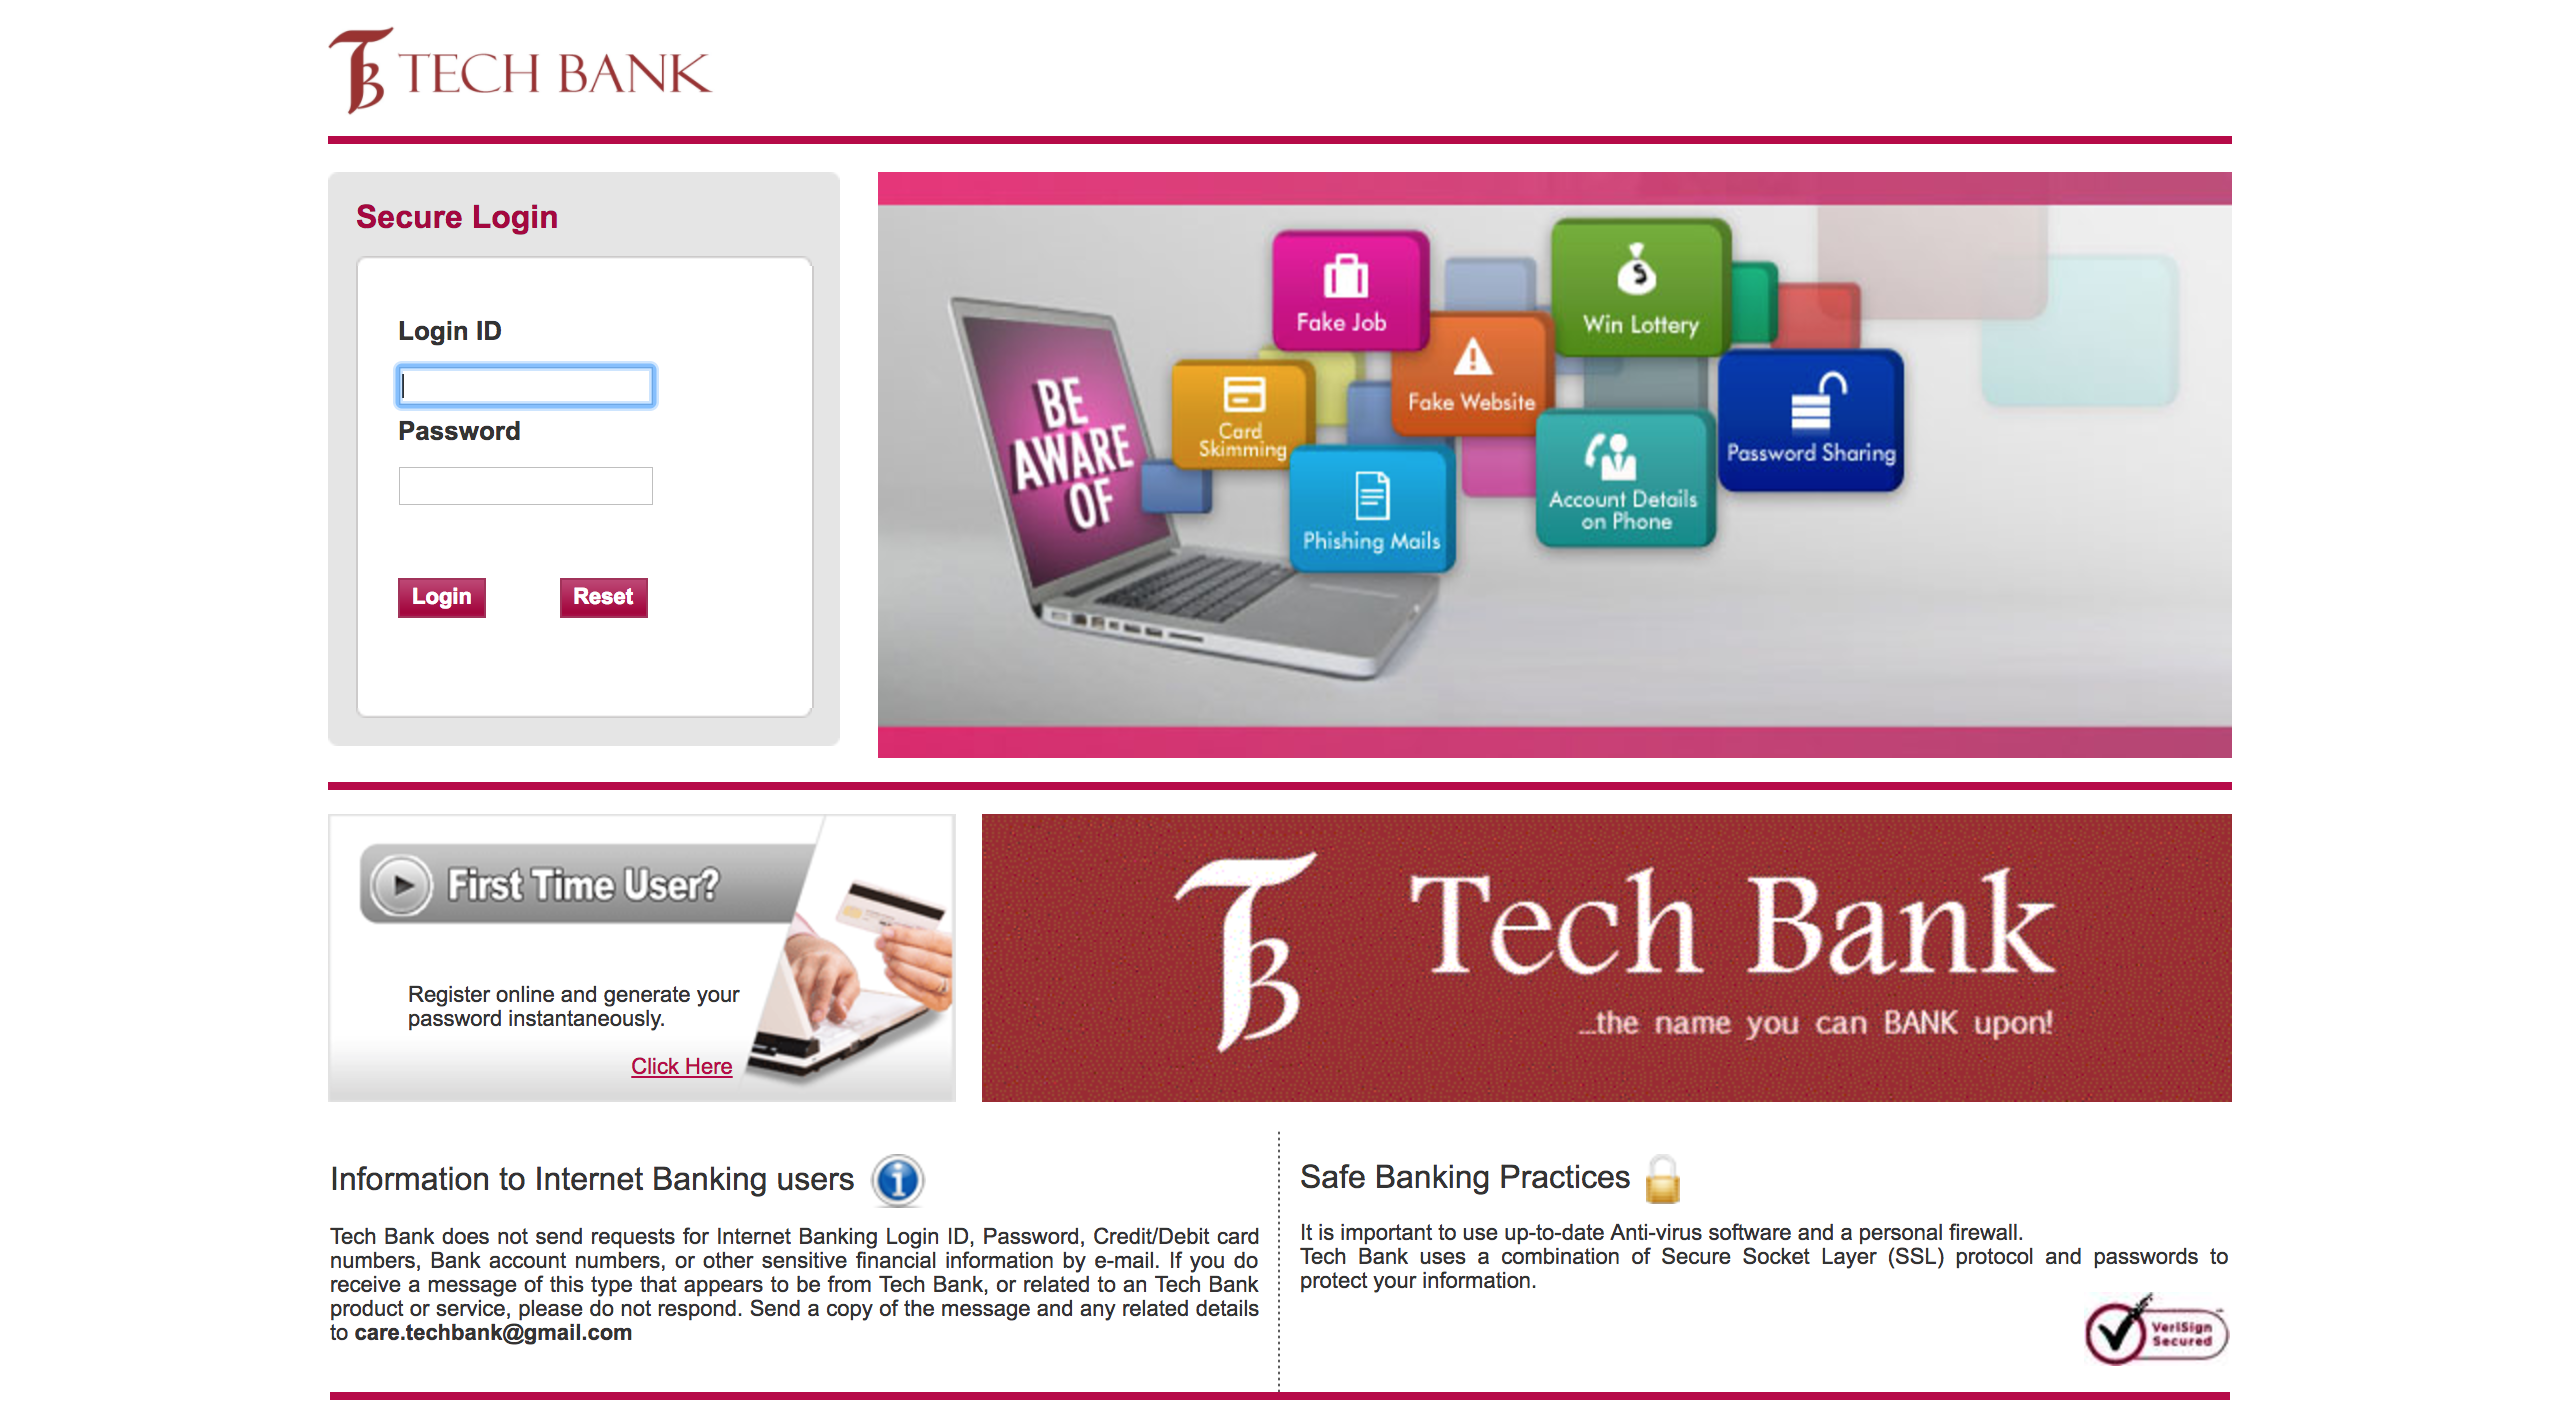 TECH BANK
Secure Login
Login ID
Password
Login
Reset
BE
AWARE
OF
Fake Job
Win Lottery
Card
Skimming
Fake Website
Password Sharing
Phishing Mails
Account Details
on Phone
First Time User?
Register online and generate your
password instantaneously.
Click Here
Tech Bank
...the name you can BANK upon!
Information to Internet Banking users
Tech Bank does not send requests for Internet Banking Login ID, Password, Credit/Debit card
numbers, Bank account numbers, or other sensitive financial information by e-mail. If you do
receive a message of this type that appears to be from Tech Bank, or related to an Tech Bank
product or service, please do not respond. Send a copy of the message and any related details
to care.techbank@gmail.com
Safe Banking Practices
It is important to use up-to-date Anti-virus software and a personal firewall.
Tech Bank uses a combination of Secure Socket Layer (SSL) protocol and passwords to
protect your information.
VeriSign
Secured